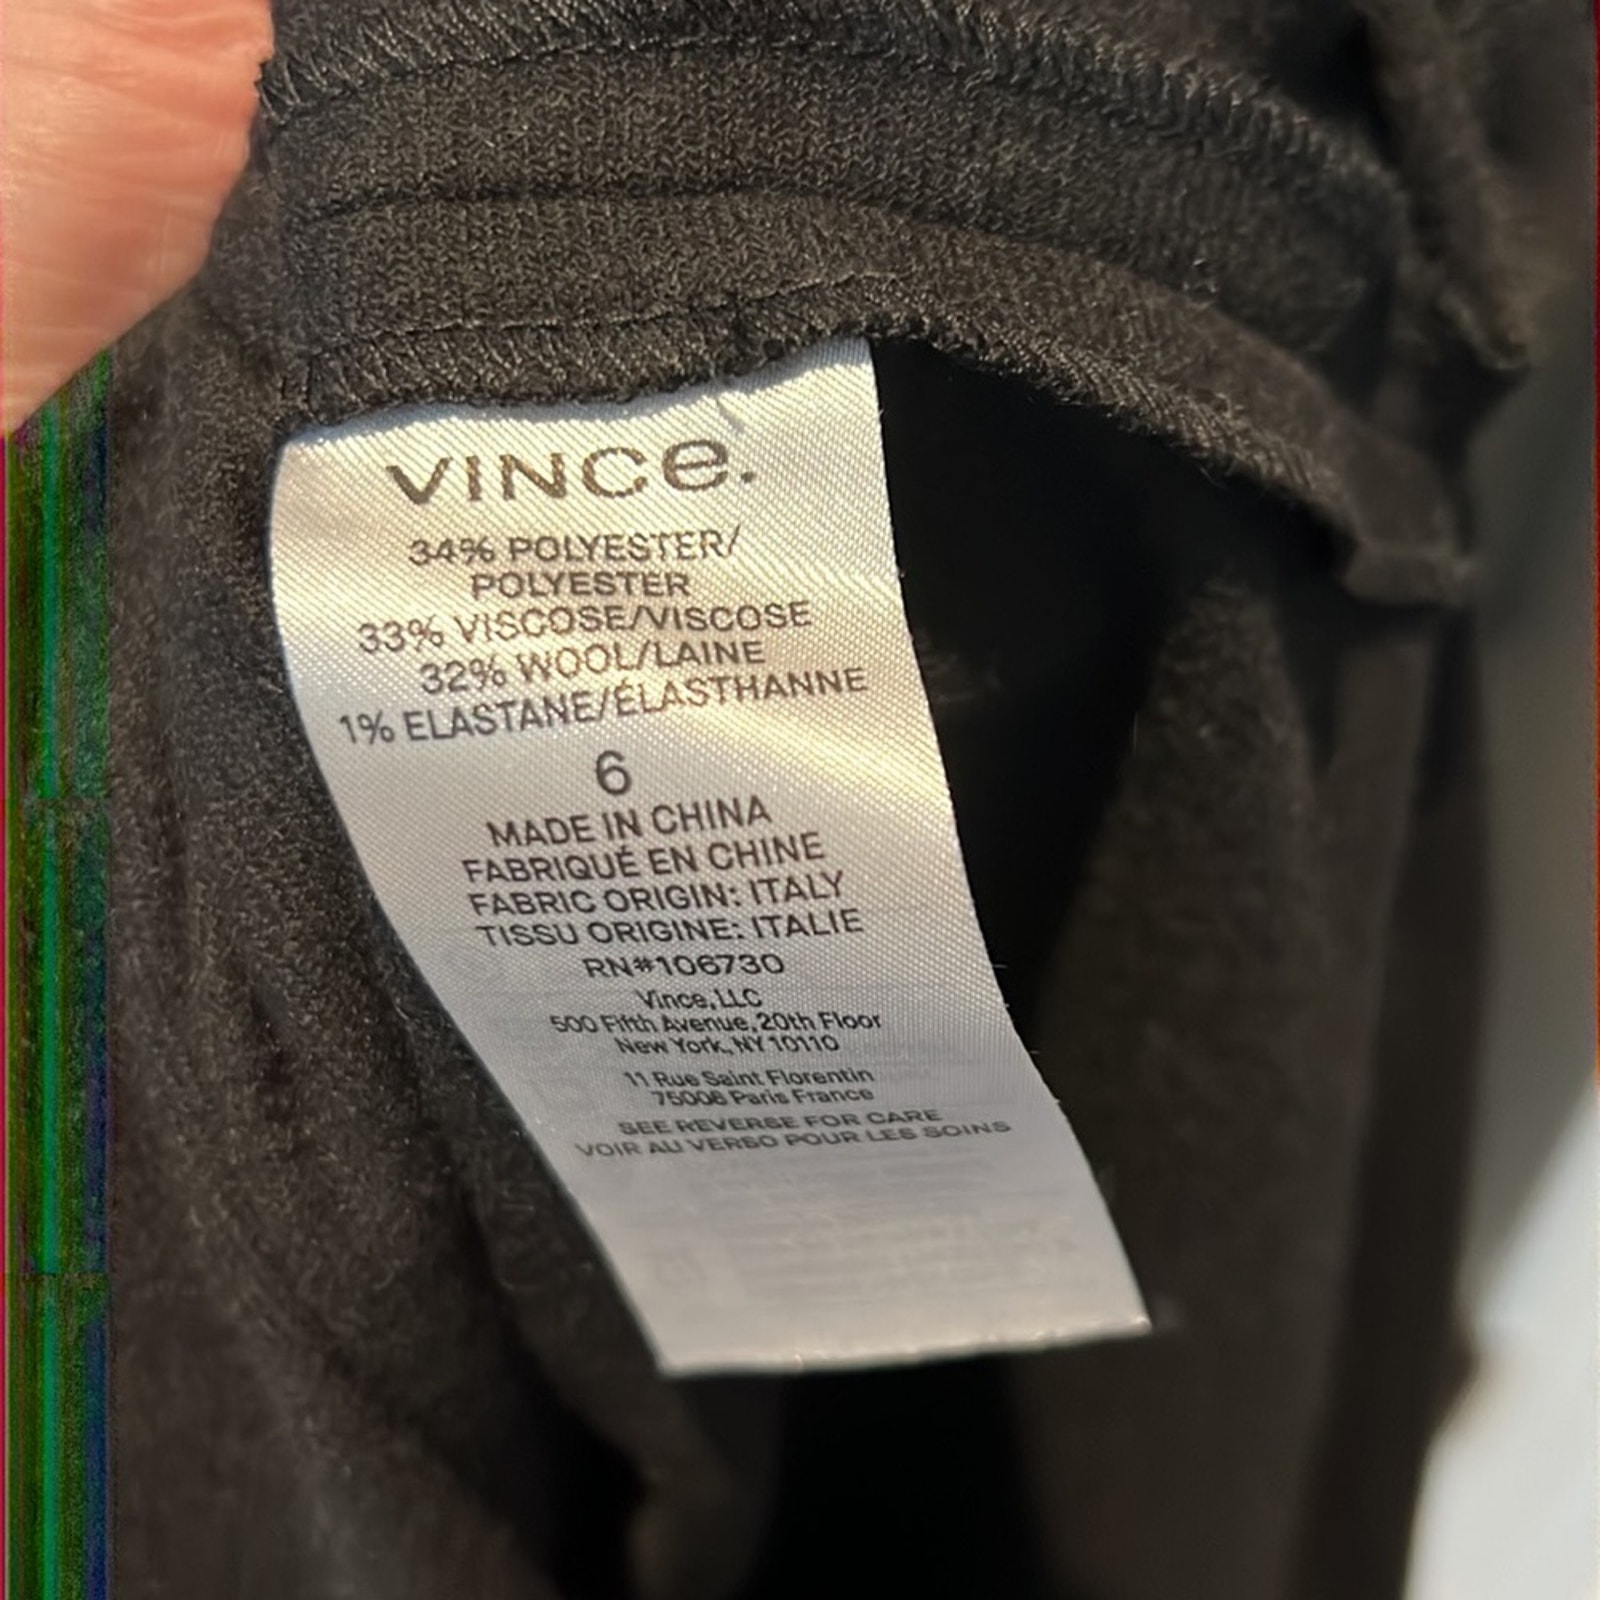 VINCe.
34% POLYESTER/
POLYESTER
33% VISCOSE/VISCOSE
32% WOOL/LAINE
1% ELASTANE/ÉLASTHANNE
6
MADE IN CHINA
FABRIQUÉ EN CHINE
FABRIC ORIGIN: ITALY
TISSU ORIGINE: ITALIE
RN#106730
Vince, LLC
500 Fifth Avenue, 20th Floor
New York, NY 10110
11 Rue Saint Florentin
75008 Paris France
SEE REVERSE FOR CARE
VOIR AU VERSO POUR LES SOINS